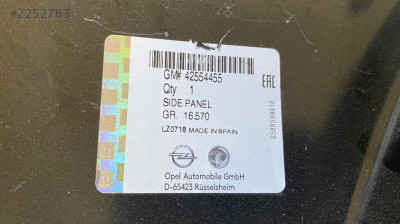 #2252763
GM# 42554455
Qty 1
SIDE PANEL
GR. 16.570
LZ0718 MADE IN SPAIN
Opel Automobile GmbH
D-65423 Rüsselsheim
EAC
S588599818